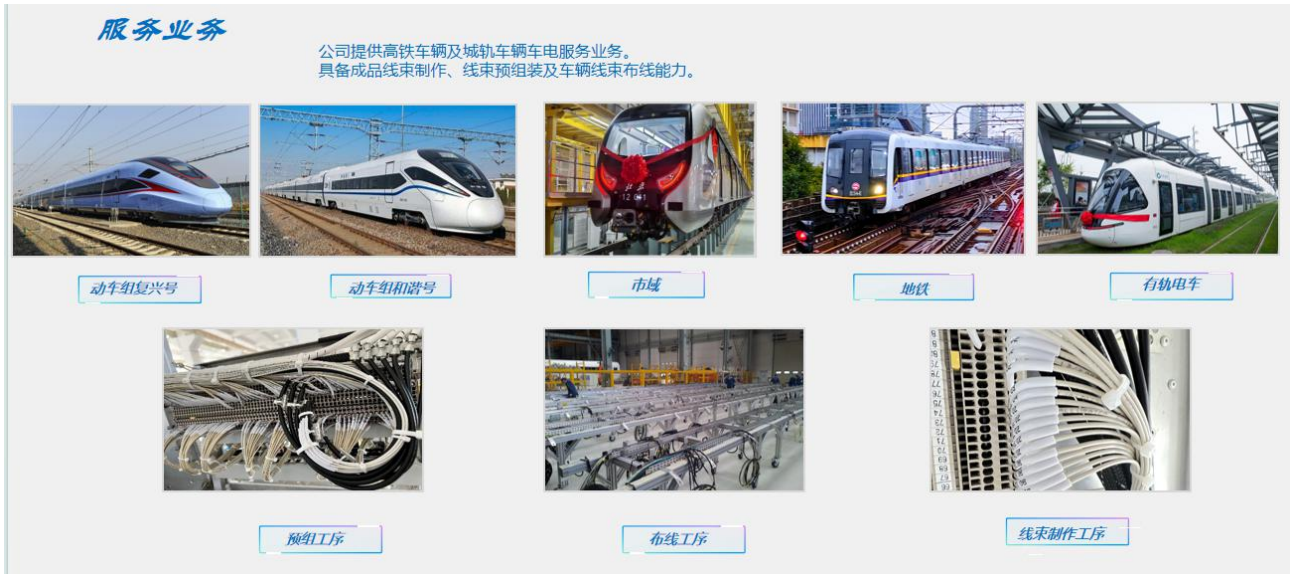 服务业务
公司提供高铁车辆及城轨车辆车电服务业务。
具备成品线束制作、线束预组装及车辆线束布线能力。
动车组复兴号
动车组和谐号
市域
地铁
有轨电车
预组工序
布线工序
线束制作工序